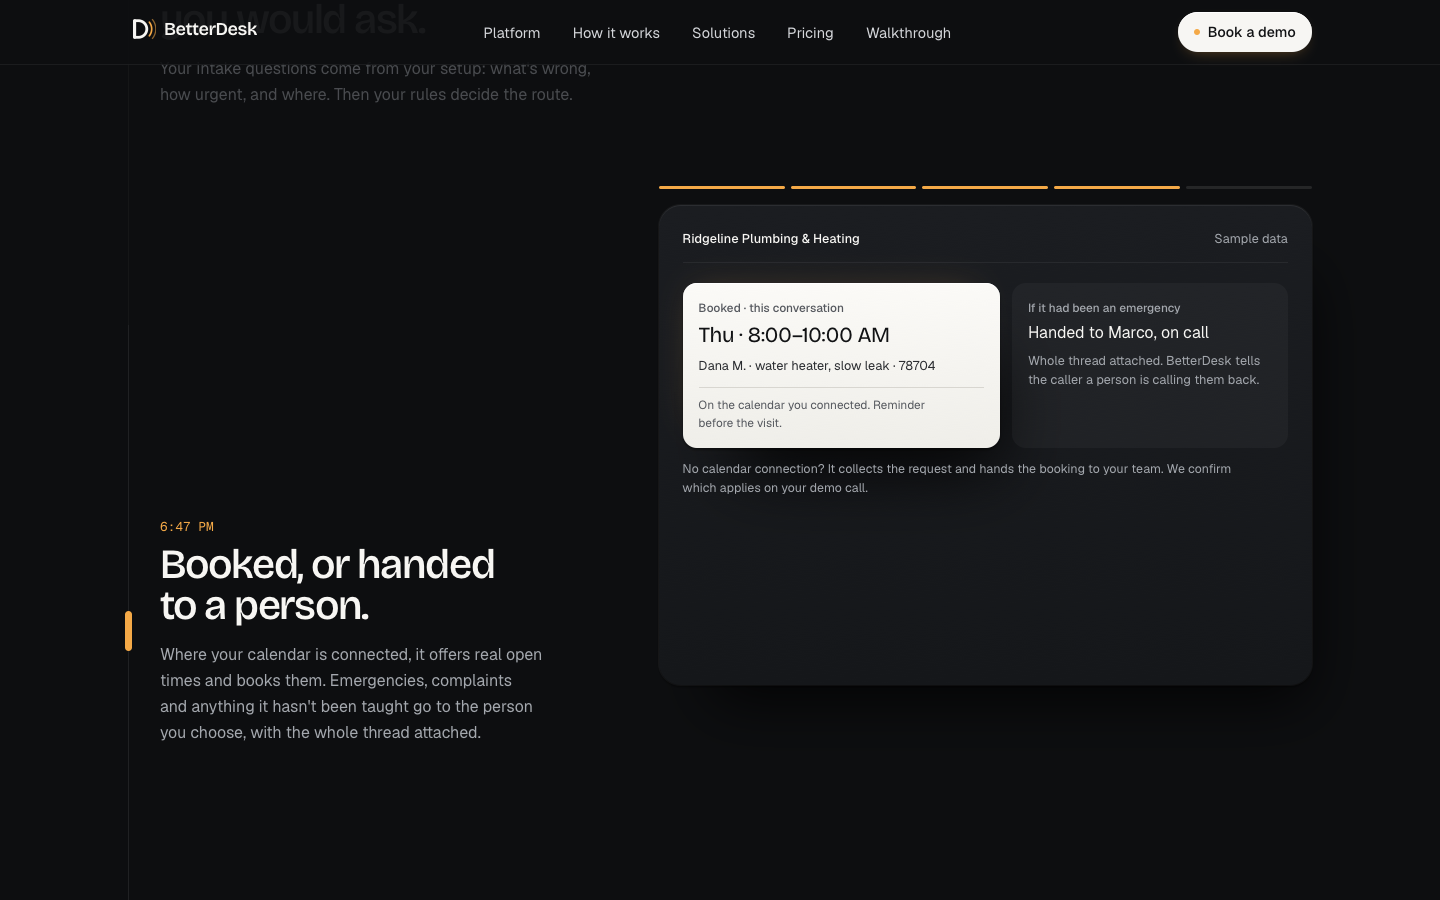 you would ask.
BetterDesk
Platform
How it works
Solutions
Pricing
Walkthrough
Book a demo
Your intake questions come from your setup: what's wrong,
how urgent, and where. Then your rules decide the route.
6:47 PM
Booked, or handed
to a person.
Where your calendar is connected, it offers real open
times and books them. Emergencies, complaints
and anything it hasn't been taught go to the person
you choose, with the whole thread attached.
Ridgeline Plumbing & Heating
Sample data
Booked · this conversation
Thu · 8:00–10:00 AM
Dana M. · water heater, slow leak · 78704
On the calendar you connected. Reminder
before the visit.
If it had been an emergency
Handed to Marco, on call
Whole thread attached. BetterDesk tells
the caller a person is calling them back.
No calendar connection? It collects the request and hands the booking to your team. We confirm
which applies on your demo call.